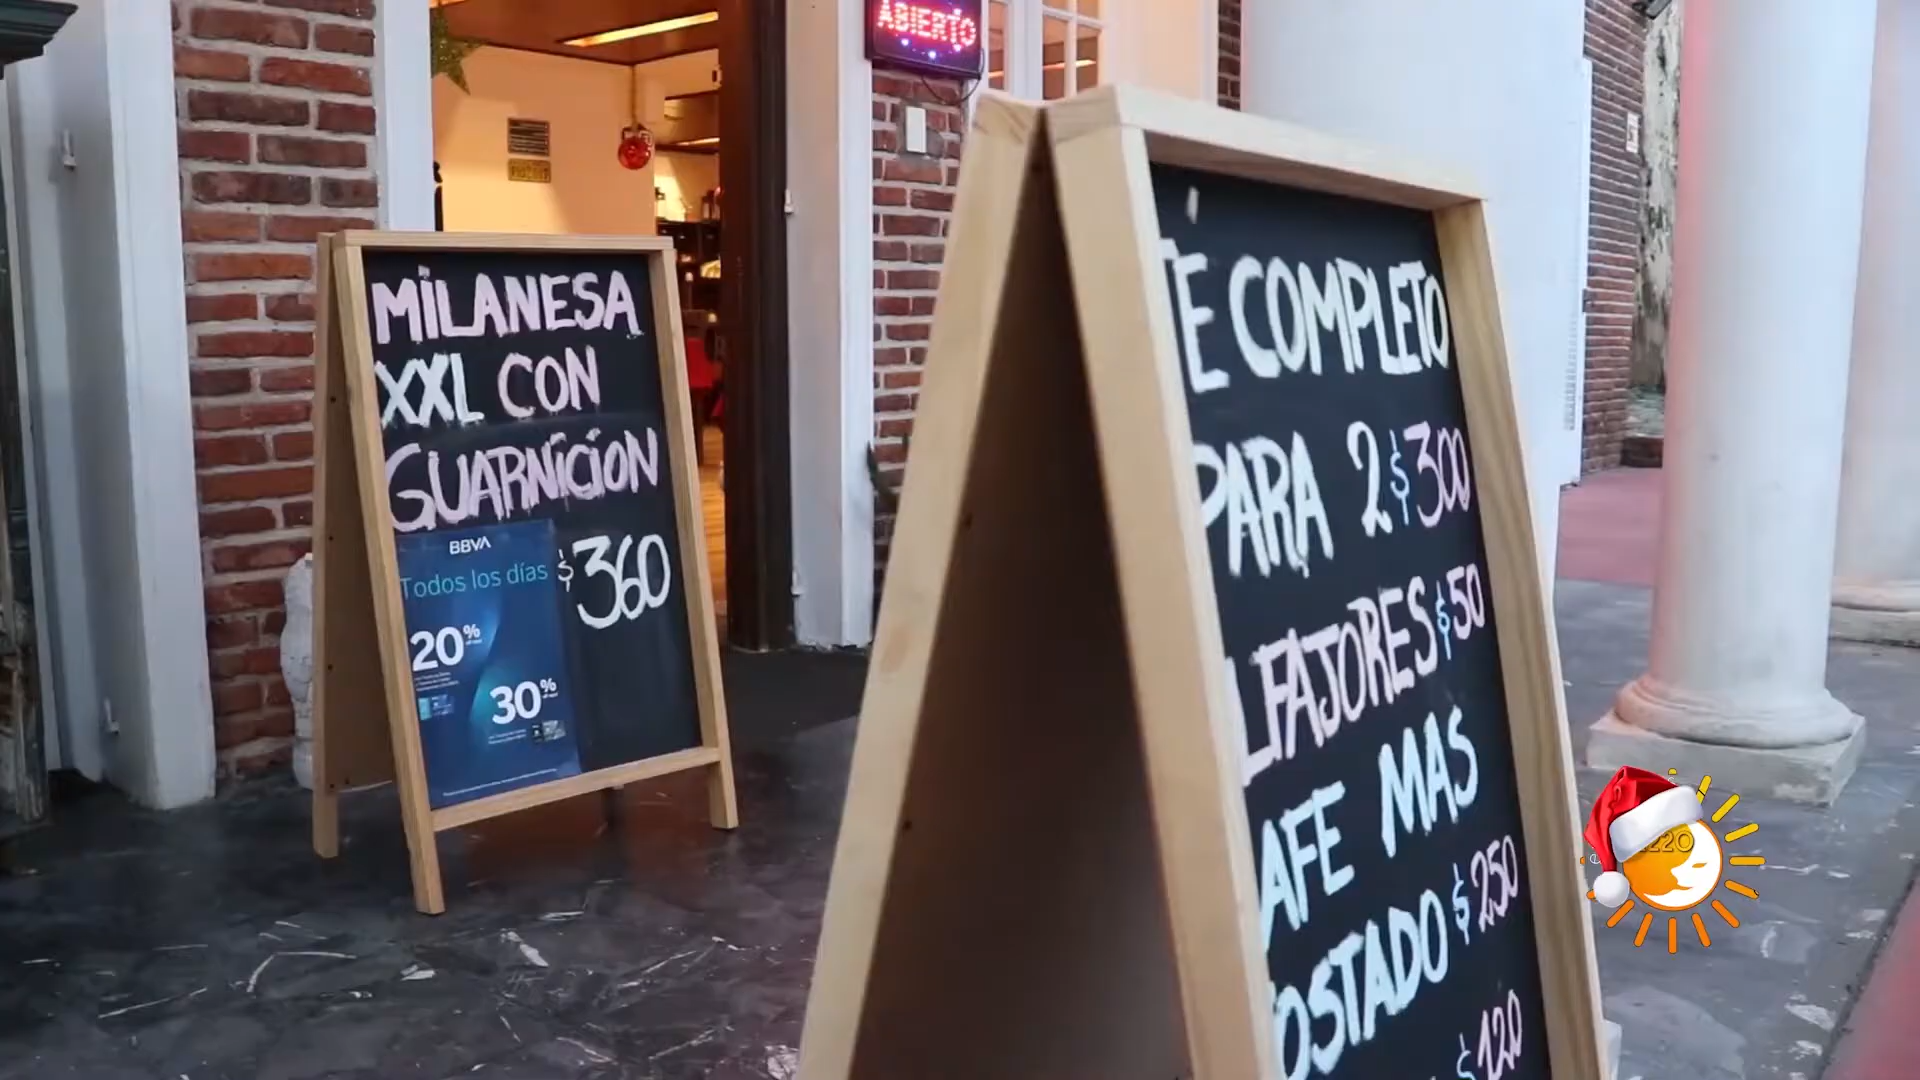 ABIERTO
MILANESA
XXL CON
GUARNICION
$360
BBVA
Todos los días
20%
30%
TE COMPLETO
PARA 2 $300
LFAJORES $50
AFE MAS
OSTADO $250
$120